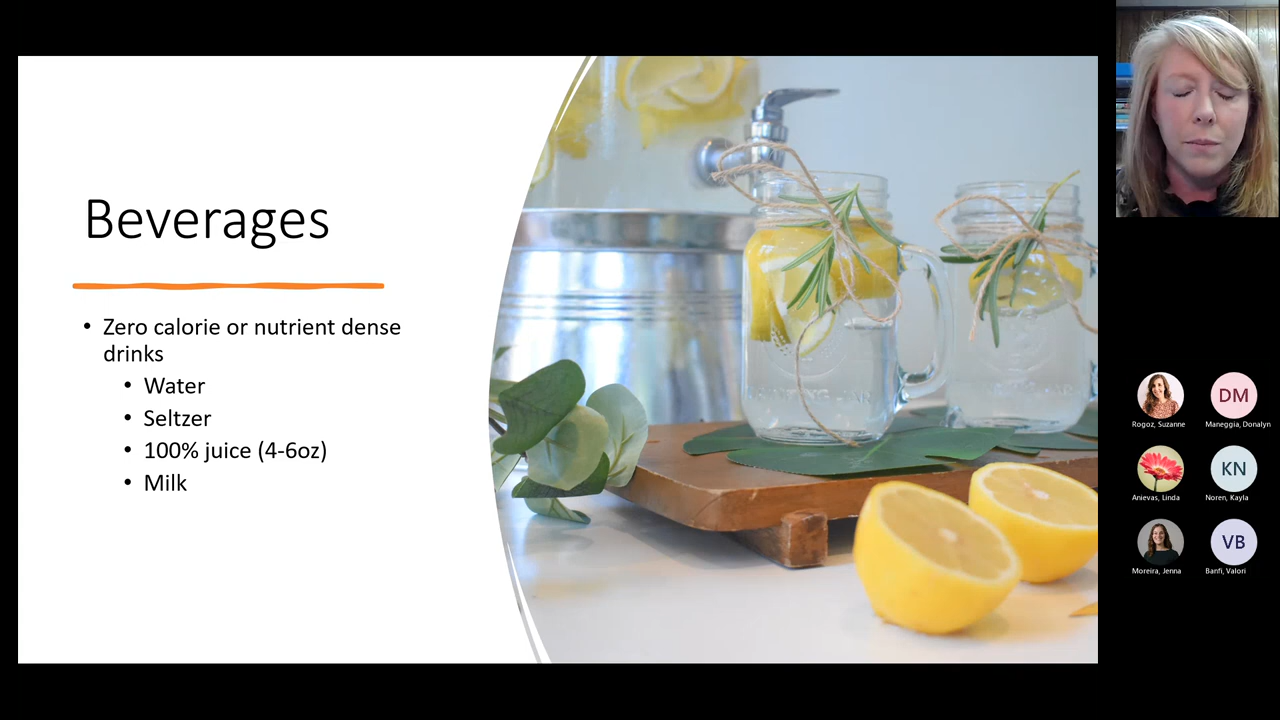 Beverages
• Zero calorie or nutrient dense
drinks
• Water
• Seltzer
• 100% juice (4-6oz)
• Milk
DM
Rogoz, Suzanne
Maneggia, Donalyn
KN
Anievas, Linda
Noren, Kayla
VB
Moreira, Jenna
Banfi, Valori